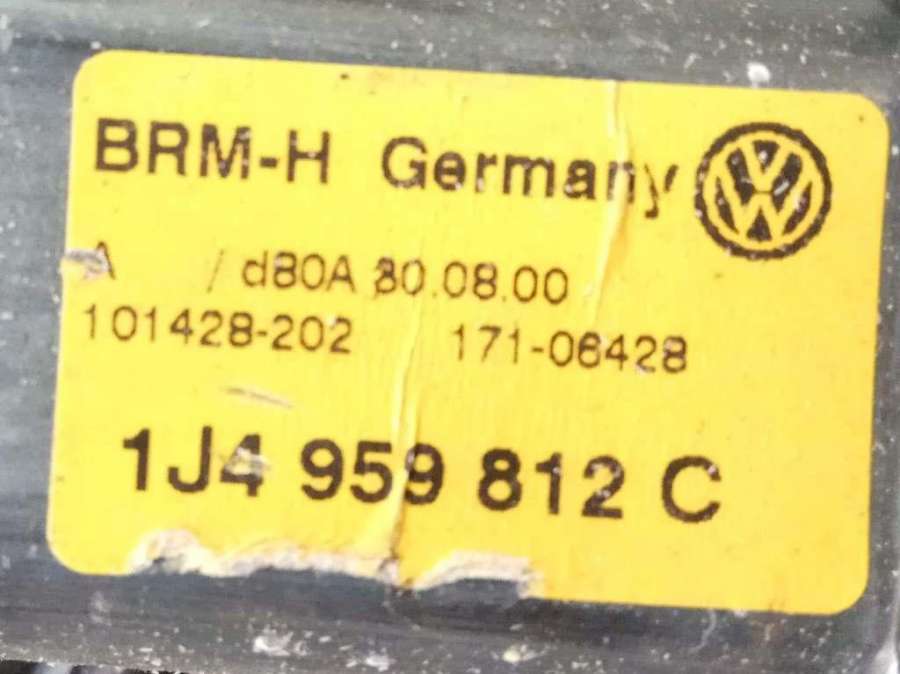 BRM-H Germany
A / d80A 30.08.00
101428-202 171-06428
1J4 959 812 C